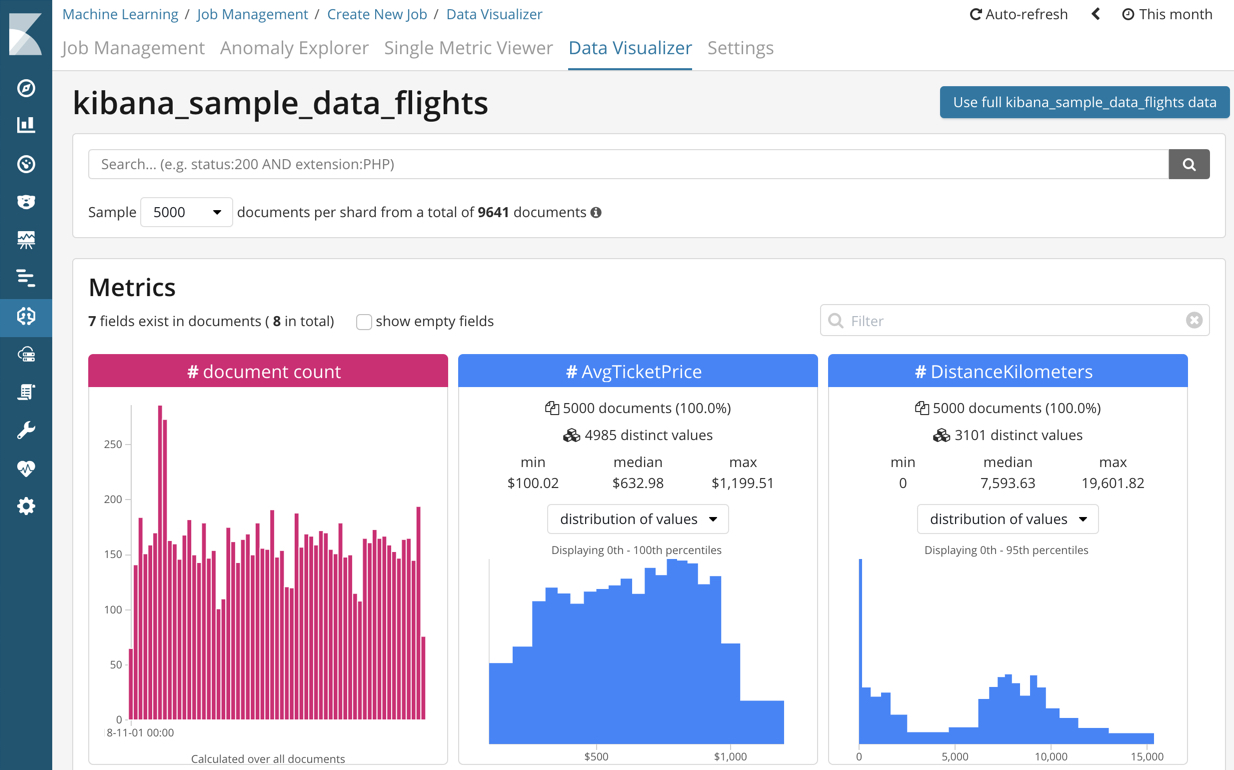 Machine Learning / Job Management / Create New Job / Data Visualizer
Auto-refresh This month
Job Management Anomaly Explorer Single Metric Viewer Data Visualizer Settings
kibana_sample_data_flights
Use full kibana_sample_data_flights data
Search... (e.g. status:200 AND extension:PHP)
Sample 5000 documents per shard from a total of 9641 documents
Metrics
7 fields exist in documents ( 8 in total) show empty fields
Filter
# document count
250
200
150
100
50
0
8-11-01 00:00
Calculated over all documents
# AvgTicketPrice
5000 documents (100.0%)
4985 distinct values
min median max
$100.02 $632.98 $1,199.51
distribution of values
Displaying 0th - 100th percentiles
$500 $1,000
# DistanceKilometers
5000 documents (100.0%)
3101 distinct values
min median max
0 7,593.63 19,601.82
distribution of values
Displaying 0th - 95th percentiles
0 5,000 10,000 15,000